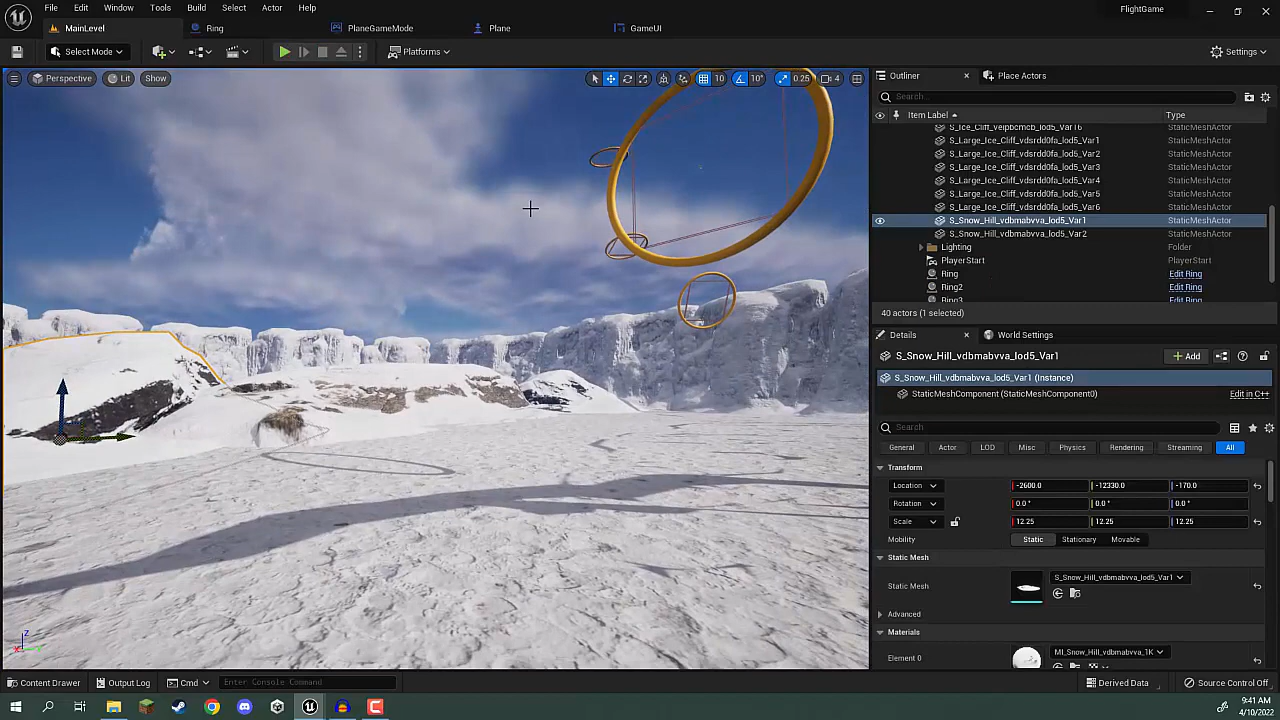 File Edit Window Tools Build Select Actor Help
FlightGame
MainLevel Ring PlaneGameMode Plane GameUI
Select Mode Platforms Settings
Perspective Lit Show 10 10° 0.25 4
Outliner Place Actors
Search...
Item Label Type
S_Ice_Cliff_veipbcmcb_lod5_Var16 StaticMeshActor
S_Large_Ice_Cliff_vdsrdd0fa_lod5_Var1 StaticMeshActor
S_Large_Ice_Cliff_vdsrdd0fa_lod5_Var2 StaticMeshActor
S_Large_Ice_Cliff_vdsrdd0fa_lod5_Var3 StaticMeshActor
S_Large_Ice_Cliff_vdsrdd0fa_lod5_Var4 StaticMeshActor
S_Large_Ice_Cliff_vdsrdd0fa_lod5_Var5 StaticMeshActor
S_Large_Ice_Cliff_vdsrdd0fa_lod5_Var6 StaticMeshActor
S_Snow_Hill_vdbmabvva_lod5_Var1 StaticMeshActor
S_Snow_Hill_vdbmabvva_lod5_Var2 StaticMeshActor
Lighting Folder
PlayerStart PlayerStart
Ring Edit Ring
Ring2 Edit Ring
Ring3 Edit Ring
40 actors (1 selected)
Details World Settings
S_Snow_Hill_vdbmabvva_lod5_Var1 Add
S_Snow_Hill_vdbmabvva_lod5_Var1 (Instance)
StaticMeshComponent (StaticMeshComponent0) Edit in C++
Search
General Actor LOD Misc Physics Rendering Streaming All
Transform
Location -2600.0 -12330.0 -170.0
Rotation 0.0 ° 0.0 ° 0.0 °
Scale 12.25 12.25 12.25
Mobility Static Stationary Movable
Static Mesh
Static Mesh S_Snow_Hill_vdbmabvva_lod5_Var1
Advanced
Materials
Element 0 MI_Snow_Hill_vdbmabvva_1K
Z
X
Content Drawer Output Log Cmd Enter Console Command Derived Data Source Control Off
9:41 AM
4/10/2022